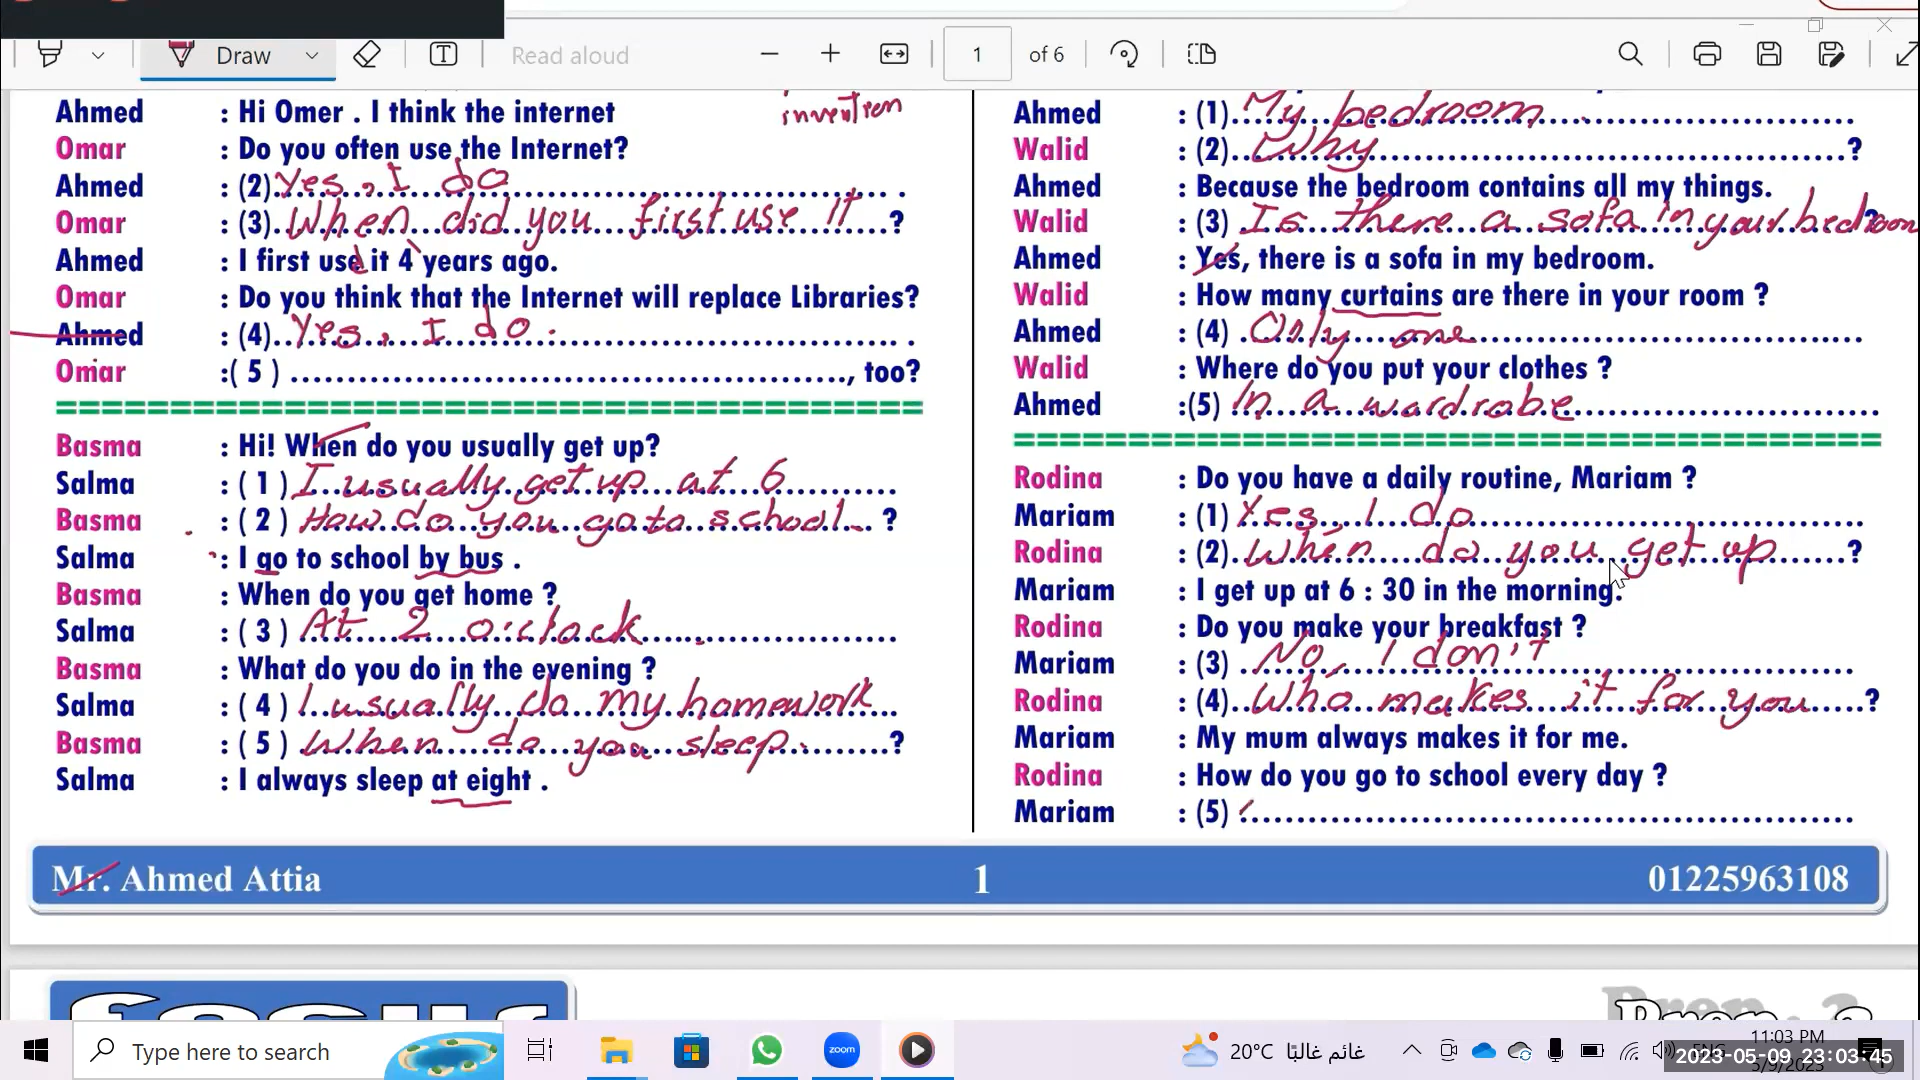 Draw
Read aloud
1 of 6
Ahmed : Hi Omer . I think the internet
invention
Omar : Do you often use the Internet?
Ahmed : (2) Yes, I do .
Omar : (3) When did you first use it ?
Ahmed : I first used it 4 years ago.
Omar : Do you think that the Internet will replace Libraries?
Ahmed : (4) Yes, I do. .
Omar :( 5 ) ............................................................, too?
==========================================
Basma : Hi! When do you usually get up?
Salma : ( 1 ) I usually get up at 6
Basma : ( 2 ) How do you go to school ?
Salma : I go to school by bus .
Basma : When do you get home ?
Salma : ( 3 ) At 2 o'clock
Basma : What do you do in the evening ?
Salma : ( 4 ) I usually do my homework
Basma : ( 5 ) When do you sleep ?
Salma : I always sleep at eight .
Ahmed : (1) My bedroom
Walid : (2) Why ?
Ahmed : Because the bedroom contains all my things.
Walid : (3) Is there a sofa in your bedroom ?
Ahmed : Yes, there is a sofa in my bedroom.
Walid : How many curtains are there in your room ?
Ahmed : (4) Only one
Walid : Where do you put your clothes ?
Ahmed :(5) In a wardrobe
==========================================
Rodina : Do you have a daily routine, Mariam ?
Mariam : (1) Yes, I do
Rodina : (2) When do you get up ?
Mariam : I get up at 6 : 30 in the morning.
Rodina : Do you make your breakfast ?
Mariam : (3) No, I don't
Rodina : (4) Who makes it for you ?
Mariam : My mum always makes it for me.
Rodina : How do you go to school every day ?
Mariam : (5) ............................................................
Mr. Ahmed Attia 1 01225963108
Type here to search
zoom
20°C غائم غالبًا
11:03 PM
2023-05-09 23:03:45